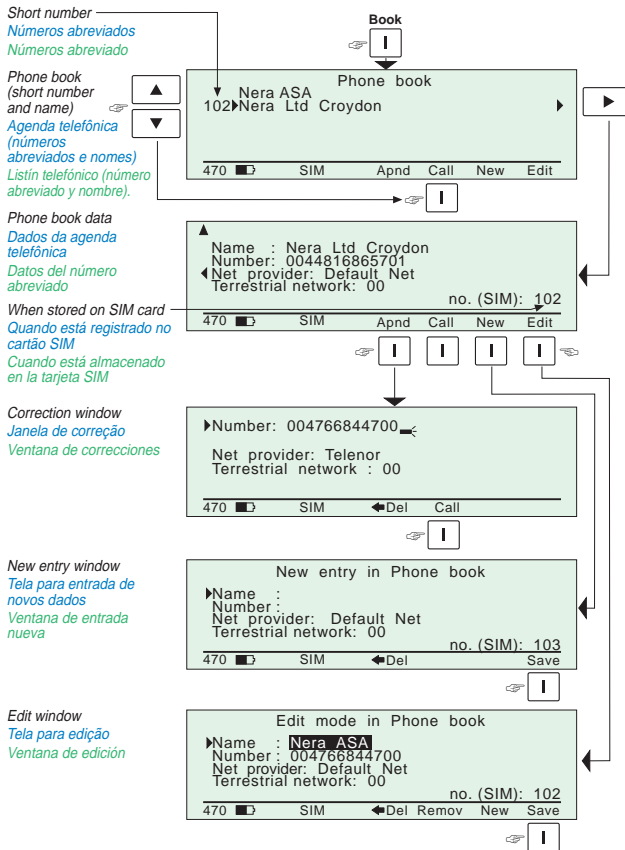 Short number
Números abreviados
Números abreviado
Book
I
Phone book
(short number
and name)
Agenda telefônica
(números
abreviados e nomes)
Listín telefónico (número
abreviado y nombre).
Phone book
Nera ASA
102 Nera Ltd Croydon
470 SIM Apnd Call New Edit
I
Phone book data
Dados da agenda
telefônica
Datos del número
abreviado
When stored on SIM card
Quando está registrado no
cartão SIM
Cuando está almacenado
en la tarjeta SIM
Name : Nera Ltd Croydon
Number: 0044816865701
Net provider: Default Net
Terrestrial network: 00
no. (SIM): 102
470 SIM Apnd Call New Edit
I I I I
Correction window
Janela de correção
Ventana de correcciones
Number: 004766844700
Net provider: Telenor
Terrestrial network : 00
470 SIM Del Call
I
New entry window
Tela para entrada de
novos dados
Ventana de entrada
nueva
New entry in Phone book
Name :
Number :
Net provider: Default Net
Terrestrial network: 00
no. (SIM): 103
470 SIM Del Save
I
Edit window
Tela para edição
Ventana de edición
Edit mode in Phone book
Name : Nera ASA
Number : 004766844700
Net provider: Default Net
Terrestrial network: 00
no. (SIM): 102
470 SIM Del Remov New Save
I